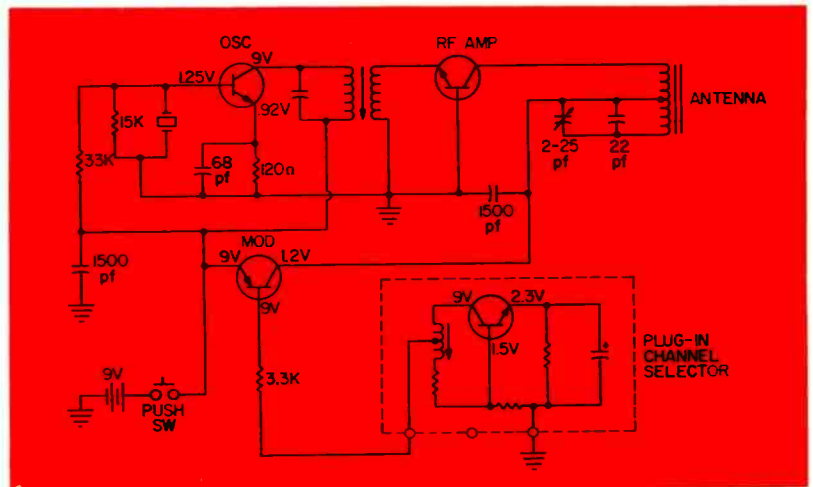 OSC
RF AMP
9V
1.25V
.92V
15K
33K
.68
pf
120Ω
1500
pf
2-25
pf
22
pf
ANTENNA
1500
pf
MOD
9V
1.2V
9V
3.3K
9V
PUSH
SW
9V
2.3V
1.5V
PLUG-IN
CHANNEL
SELECTOR